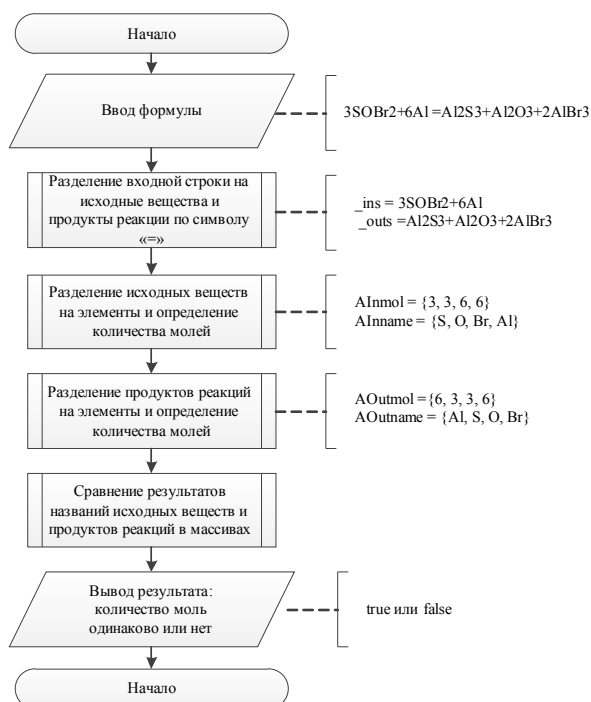 Начало
Ввод формулы
3SOBr2+6Al =Al2S3+Al2O3+2AlBr3
Разделение входной строки на
исходные вещества и
продукты реакции по символу
«=»
_ins = 3SOBr2+6Al
_outs =Al2S3+Al2O3+2AlBr3
Разделение исходных веществ
на элементы и определение
количества молей
AInmol = {3, 3, 6, 6}
AInname = {S, O, Br, Al}
Разделение продуктов реакций
на элементы и определение
количества молей
AOutmol ={6, 3, 3, 6}
AOutname = {Al, S, O, Br}
Сравнение результатов
названий исходных веществ и
продуктов реакций в массивах
Вывод результата:
количество моль
одинаково или нет
true или false
Начало